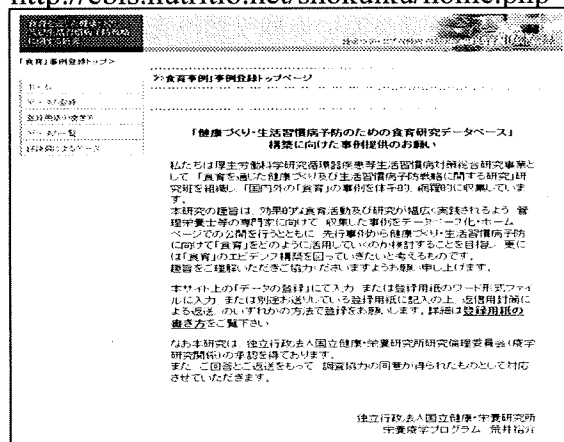 http://ebis.nutritio.net/shokuiku/home.php
「食育」事例登録トップ>
ホーム
データの登録
登録用紙の書き方
データの一覧
>食育事例]事例登録トップページ
「健康づくり・生活習慣病予防のための食育研究データベース」
構築に向けた事例提供のお願い
私たちは厚生労働科学研究循環器疾患等生活習慣病対策総合研究事業と
して「食育を通じた健康づくり及び生活習慣病予防戦略に関する研究」研
究班を組織し「国内外の「食育」の事例を体系的、網羅的に収集していま
す。
本研究の趣旨は、効果的な食育活動及び研究が幅広く実践されるよう 管
理栄養士等の専門家に向けて 収集した事例をデータベース化・ホーム
ページでの公開を行うとともに 先行事例から健康づくり・生活習慣病予防
に向けて「食育」をどのように活用していくのか検討することを目指し 更に
は「食育」のエビデンス構築を図っていきたいと考えるものです。
趣旨をご理解いただきご協力くださいますようお願い申し上げます。
本サイト上の「データの登録」にて入力 または登録用紙のワード形式ファイ
ルに入力 または別途お送りしている登録用紙に記入の上 返信用封筒に
よる返送 のいずれかの方法で登録をお願いします。詳細は登録用紙の
書き方をご覧下さい
なお本研究は、独立行政法人国立健康・栄養研究所研究倫理委員会(疫学
研究関係)の承認を得ております。
また ご回答とご返送をもって 調査協力の同意が得られたものとして対応
させていただきます。
独立行政法人国立健康・栄養研究所
栄養疫学プログラム 荒井裕介